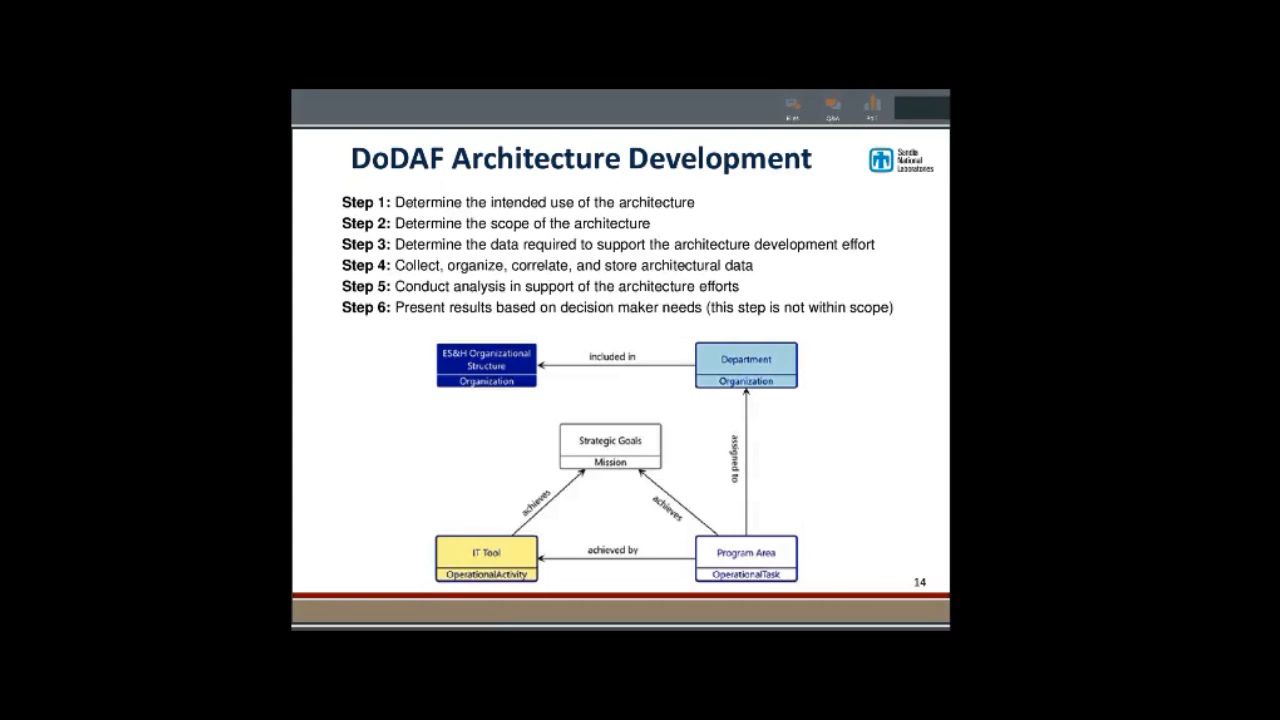 Q&A
DoDAF Architecture Development
Sandia
National
Laboratories
Step 1: Determine the intended use of the architecture
Step 2: Determine the scope of the architecture
Step 3: Determine the data required to support the architecture development effort
Step 4: Collect, organize, correlate, and store architectural data
Step 5: Conduct analysis in support of the architecture efforts
Step 6: Present results based on decision maker needs (this step is not within scope)
ES&H Organizational
Structure
Organization
included in
Department
Organization
Strategic Goals
Mission
assigned to
achieves
achieves
IT Tool
OperationalActivity
achieved by
Program Area
OperationalTask
14